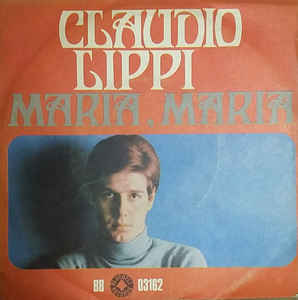 CLAUDIO
LIPPI
MARIA, MARIA
BB 03162